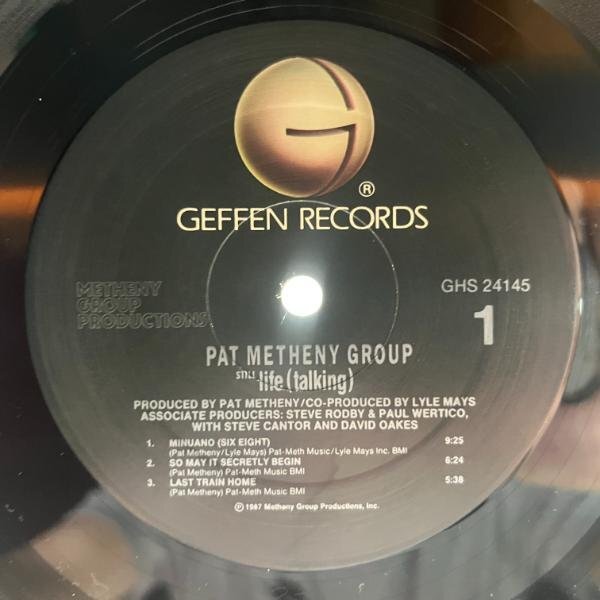 ®
GEFFEN RECORDS
METHENY
GROUP
PRODUCTIONS
GHS 24145
1
PAT METHENY GROUP
STILL life (talking)
PRODUCED BY PAT METHENY/CO-PRODUCED BY LYLE MAYS
ASSOCIATE PRODUCERS: STEVE RODBY & PAUL WERTICO,
WITH STEVE CANTOR AND DAVID OAKES
1. MINUANO (SIX EIGHT) 9:25
(Pat Metheny/Lyle Mays) Pat-Meth Music/Lyle Mays Inc. BMI
2. SO MAY IT SECRETLY BEGIN 6:24
(Pat Metheny) Pat-Meth Music BMI
3. LAST TRAIN HOME 5:38
(Pat Metheny) Pat-Meth Music BMI
℗ 1987 Metheny Group Productions, Inc.